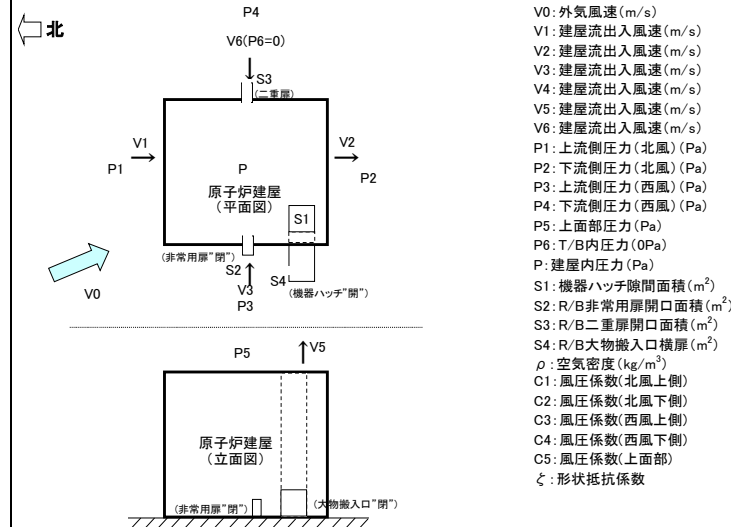 北
P4
V6(P6=0)
S3
(二重扉)
V1
P1
P
V2
P2
原子炉建屋
(平面図)
S1
(非常用扉"閉")
S2
V3
P3
S4
(機器ハッチ"開")
V0
P5
V5
原子炉建屋
(立面図)
(非常用扉"閉")
(大物搬入口"閉")
V0:外気風速(m/s)
V1:建屋流出入風速(m/s)
V2:建屋流出入風速(m/s)
V3:建屋流出入風速(m/s)
V4:建屋流出入風速(m/s)
V5:建屋流出入風速(m/s)
V6:建屋流出入風速(m/s)
P1:上流側圧力(北風)(Pa)
P2:下流側圧力(北風)(Pa)
P3:上流側圧力(西風)(Pa)
P4:下流側圧力(西風)(Pa)
P5:上面部圧力(Pa)
P6:T/B内圧力(0Pa)
P:建屋内圧力(Pa)
S1:機器ハッチ隙間面積(m²)
S2:R/B非常用扉開口面積(m²)
S3:R/B二重扉開口面積(m²)
S4:R/B大物搬入口横扉(m²)
ρ:空気密度(kg/m³)
C1:風圧係数(北風上側)
C2:風圧係数(北風下側)
C3:風圧係数(西風上側)
C4:風圧係数(西風下側)
C5:風圧係数(上面部)
ζ:形状抵抗係数